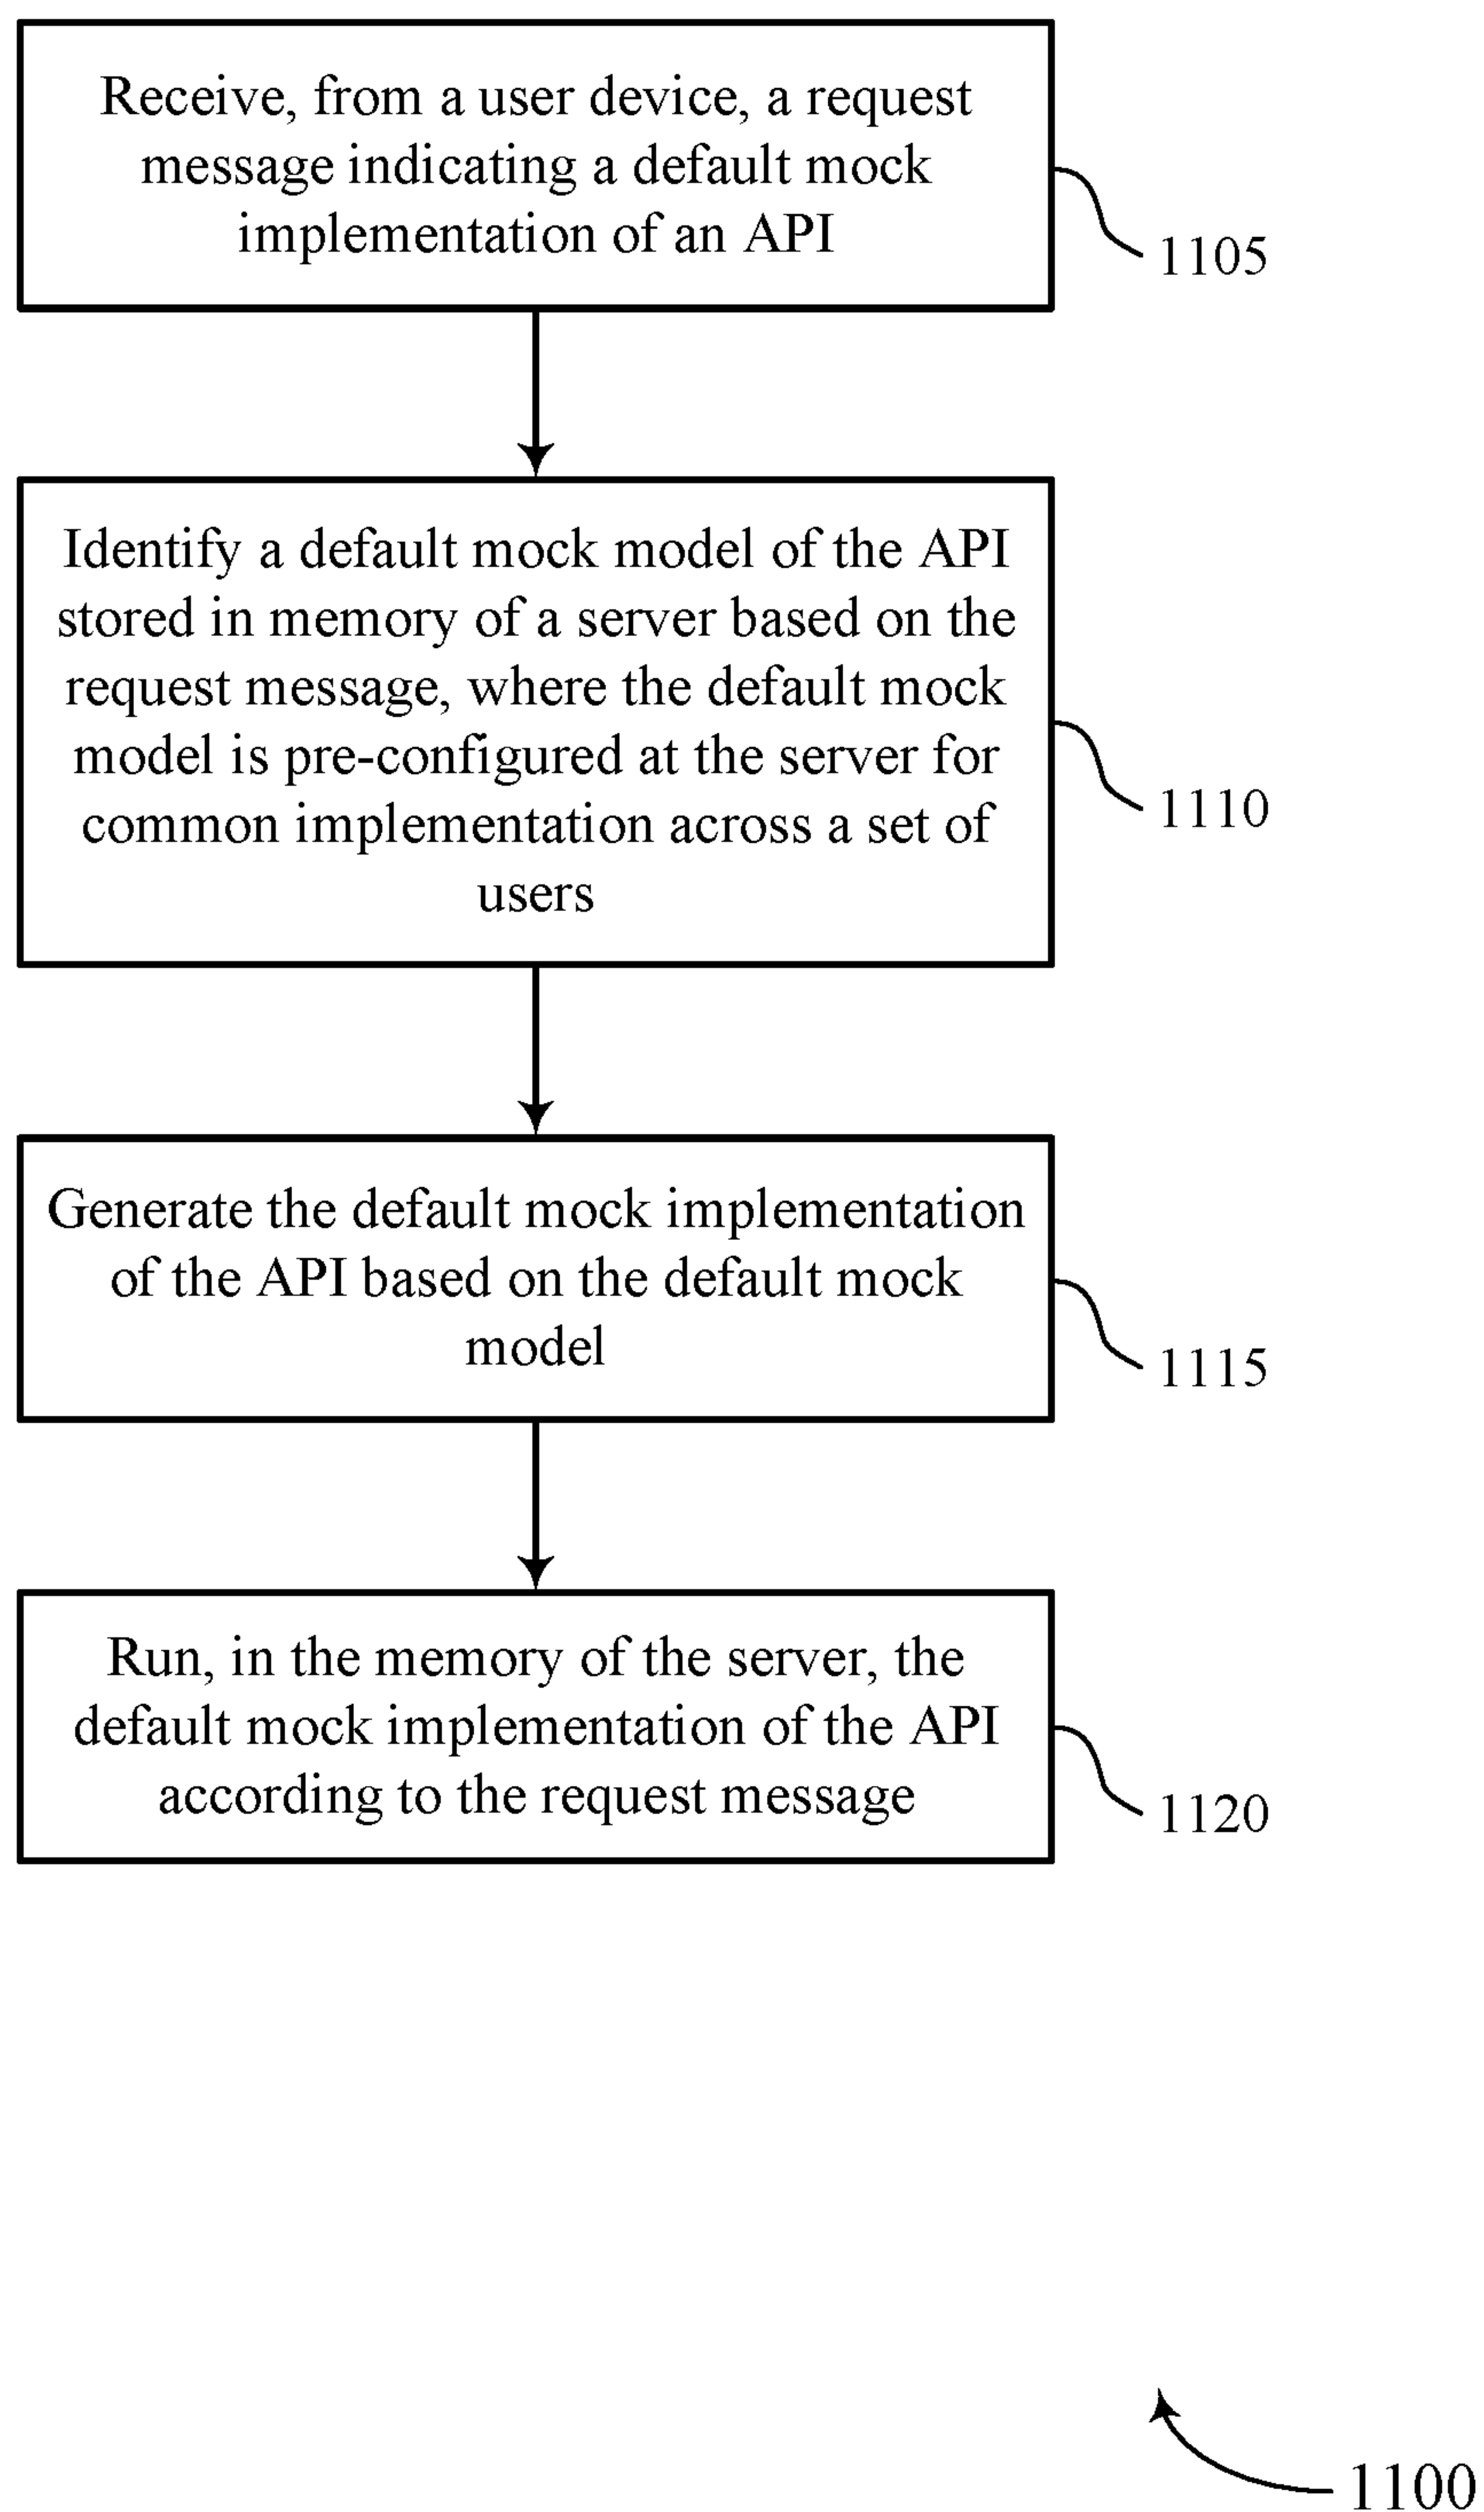 Receive, from a user device, a request
message indicating a default mock
implementation of an API
1105
Identify a default mock model of the API
stored in memory of a server based on the
request message, where the default mock
model is pre-configured at the server for
common implementation across a set of
users
1110
Generate the default mock implementation
of the API based on the default mock
model
1115
Run, in the memory of the server, the
default mock implementation of the API
according to the request message
1120
1100